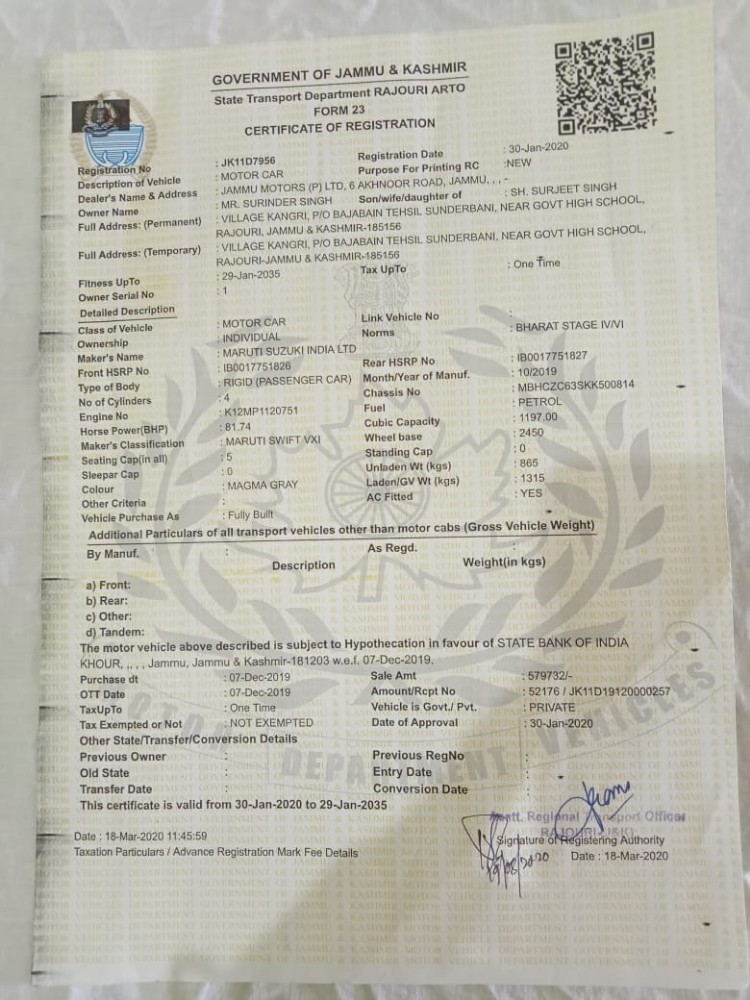 GOVERNMENT OF JAMMU & KASHMIR
State Transport Department RAJOURI ARTO
FORM 23
CERTIFICATE OF REGISTRATION
Registration No : JK11D7956 Registration Date : 30-Jan-2020
Description of Vehicle : MOTOR CAR Purpose For Printing RC :NEW
Dealer's Name & Address : JAMMU MOTORS (P) LTD, 6 AKHNOOR ROAD, JAMMU, , , -
Owner Name : MR. SURINDER SINGH Son/wife/daughter of : SH. SURJEET SINGH
Full Address: (Permanent) : VILLAGE KANGRI, P/O BAJABAIN TEHSIL SUNDERBANI, NEAR GOVT HIGH SCHOOL,
RAJOURI, JAMMU & KASHMIR-185156
Full Address: (Temporary) : VILLAGE KANGRI, P/O BAJABAIN TEHSIL SUNDERBANI, NEAR GOVT HIGH SCHOOL,
RAJOURI-JAMMU & KASHMIR-185156
Fitness UpTo : 29-Jan-2035 Tax UpTo : One Time
Owner Serial No : 1
Detailed Description
Class of Vehicle : MOTOR CAR Link Vehicle No :
Ownership : INDIVIDUAL Norms : BHARAT STAGE IV/VI
Maker's Name : MARUTI SUZUKI INDIA LTD
Front HSRP No : IB0017751826 Rear HSRP No : IB0017751827
Type of Body : RIGID (PASSENGER CAR) Month/Year of Manuf. : 10/2019
No of Cylinders : 4 Chassis No : MBHCZC63SKK500814
Engine No : K12MP1120751 Fuel : PETROL
Horse Power(BHP) : 81.74 Cubic Capacity : 1197.00
Maker's Classification : MARUTI SWIFT VXI Wheel base : 2450
Seating Cap(in all) : 5 Standing Cap : 0
Sleepar Cap : 0 Unladen Wt (kgs) : 865
Colour : MAGMA GRAY Laden/GV Wt (kgs) : 1315
Other Criteria : AC Fitted : YES
Vehicle Purchase As : Fully Built
Additional Particulars of all transport vehicles other than motor cabs (Gross Vehicle Weight)
By Manuf. : As Regd. :
Description Weight(in kgs)
a) Front:
b) Rear:
c) Other:
d) Tandem:
The motor vehicle above described is subject to Hypothecation in favour of STATE BANK OF INDIA
KHOUR, ,, , , Jammu, Jammu & Kashmir-181203 w.e.f. 07-Dec-2019.
Purchase dt : 07-Dec-2019 Sale Amt : 579732/-
OTT Date : 07-Dec-2019 Amount/Rcpt No : 52176 / JK11D19120000257
TaxUpTo : One Time Vehicle is Govt./ Pvt. : PRIVATE
Tax Exempted or Not : NOT EXEMPTED Date of Approval : 30-Jan-2020
Other State/Transfer/Conversion Details
Previous Owner : Previous RegNo :
Old State : Entry Date :
Transfer Date : Conversion Date :
This certificate is valid from 30-Jan-2020 to 29-Jan-2035
Regional Transport Officer
RAJOURI (J&K)
Date : 18-Mar-2020 11:45:59 Signature of Registering Authority
Taxation Particulars / Advance Registration Mark Fee Details Date : 18-Mar-2020
MOTOR DEPARTMENT VEHICLES